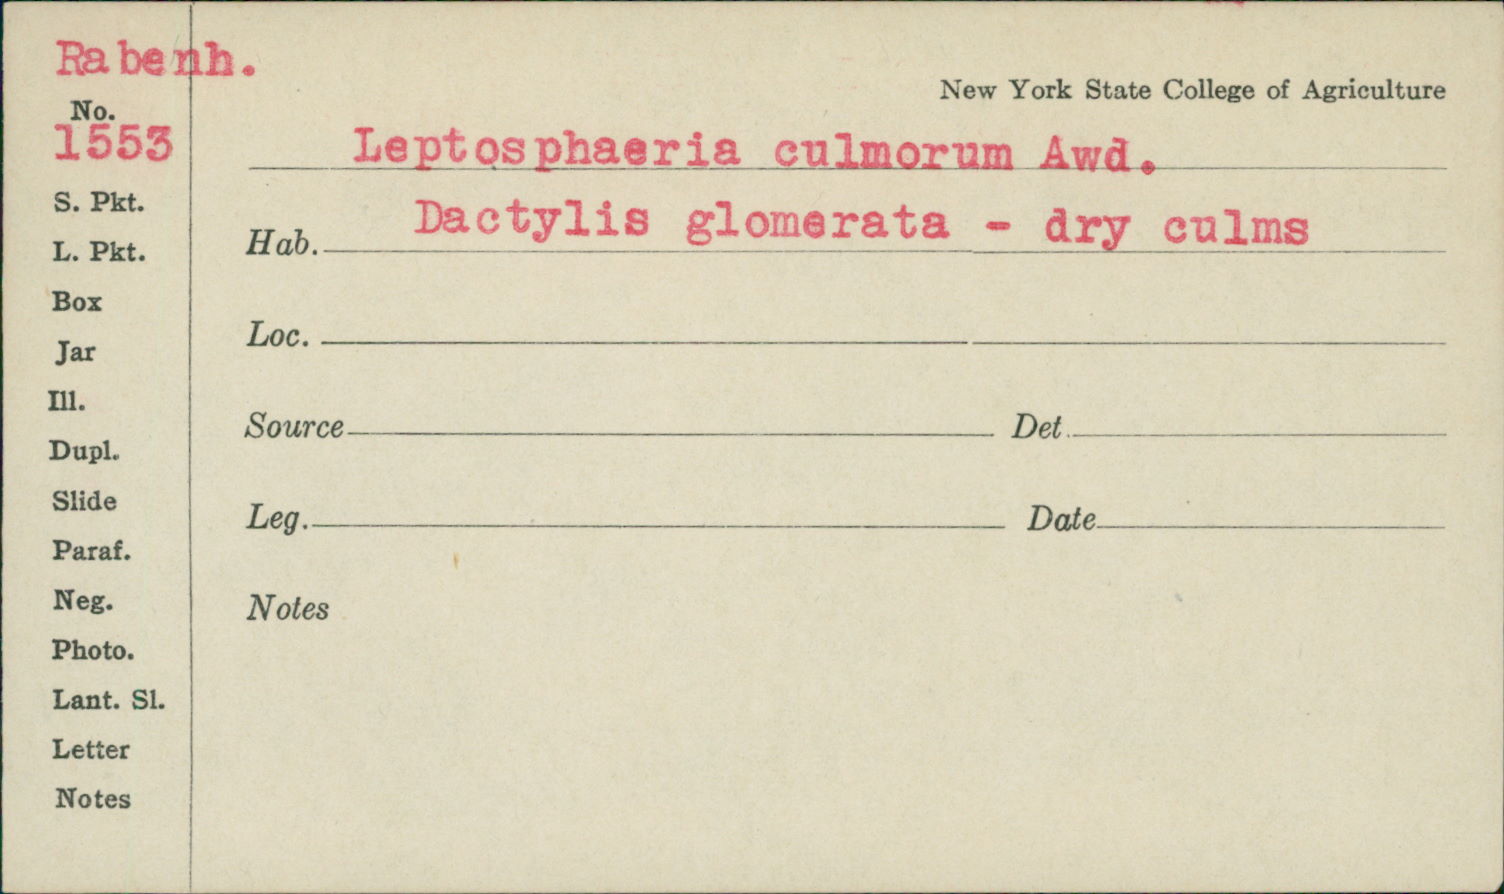 Rabenh.
New York State College of Agriculture
No.
1553
Leptosphaeria culmorum Awd.
S. Pkt.
Hab. Dactylis glomerata - dry culms
L. Pkt.
Box
Loc.
Jar
Ill.
Source Det.
Dupl.
Slide
Leg. Date
Paraf.
Neg.
Notes
Photo.
Lant. Sl.
Letter
Notes